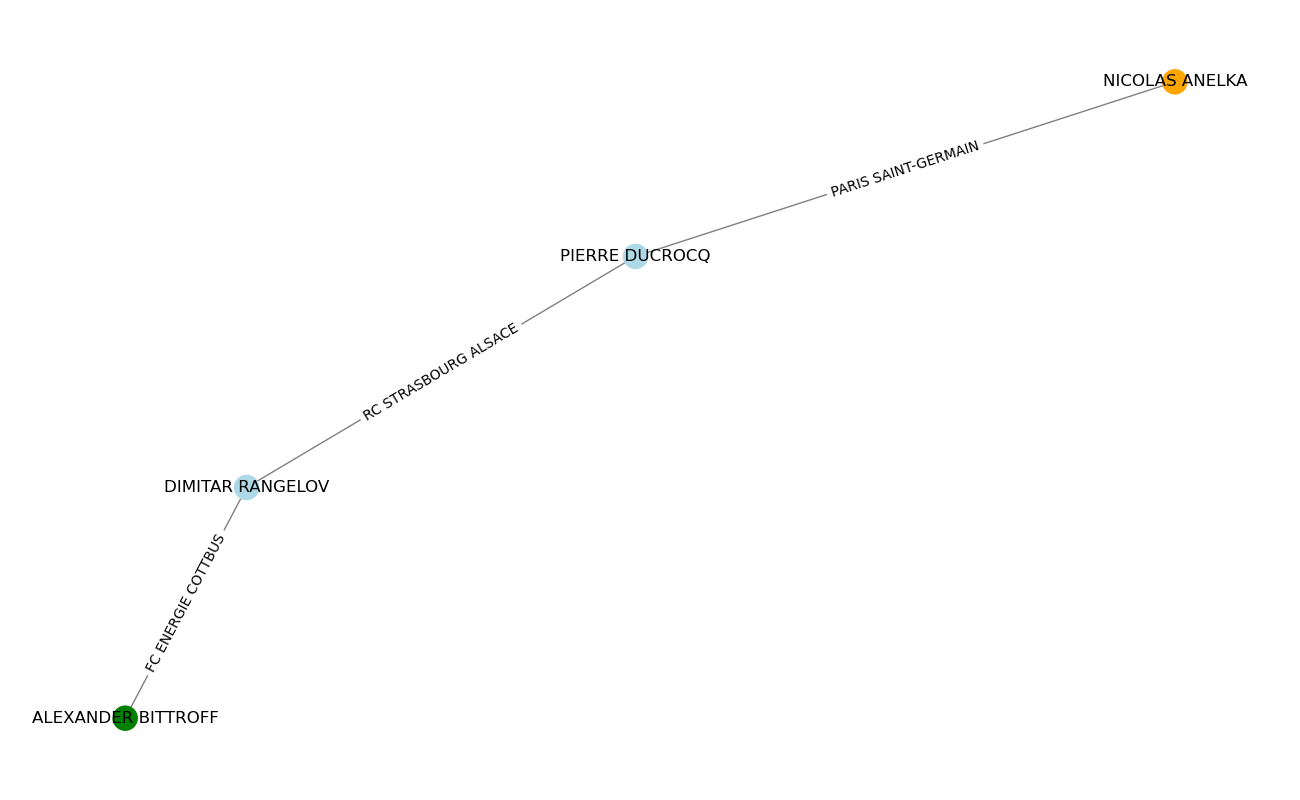 NICOLAS ANELKA
PARIS SAINT-GERMAIN
PIERRE DUCROCQ
RC STRASBOURG ALSACE
DIMITAR RANGELOV
FC ENERGIE COTTBUS
ALEXANDER BITTROFF